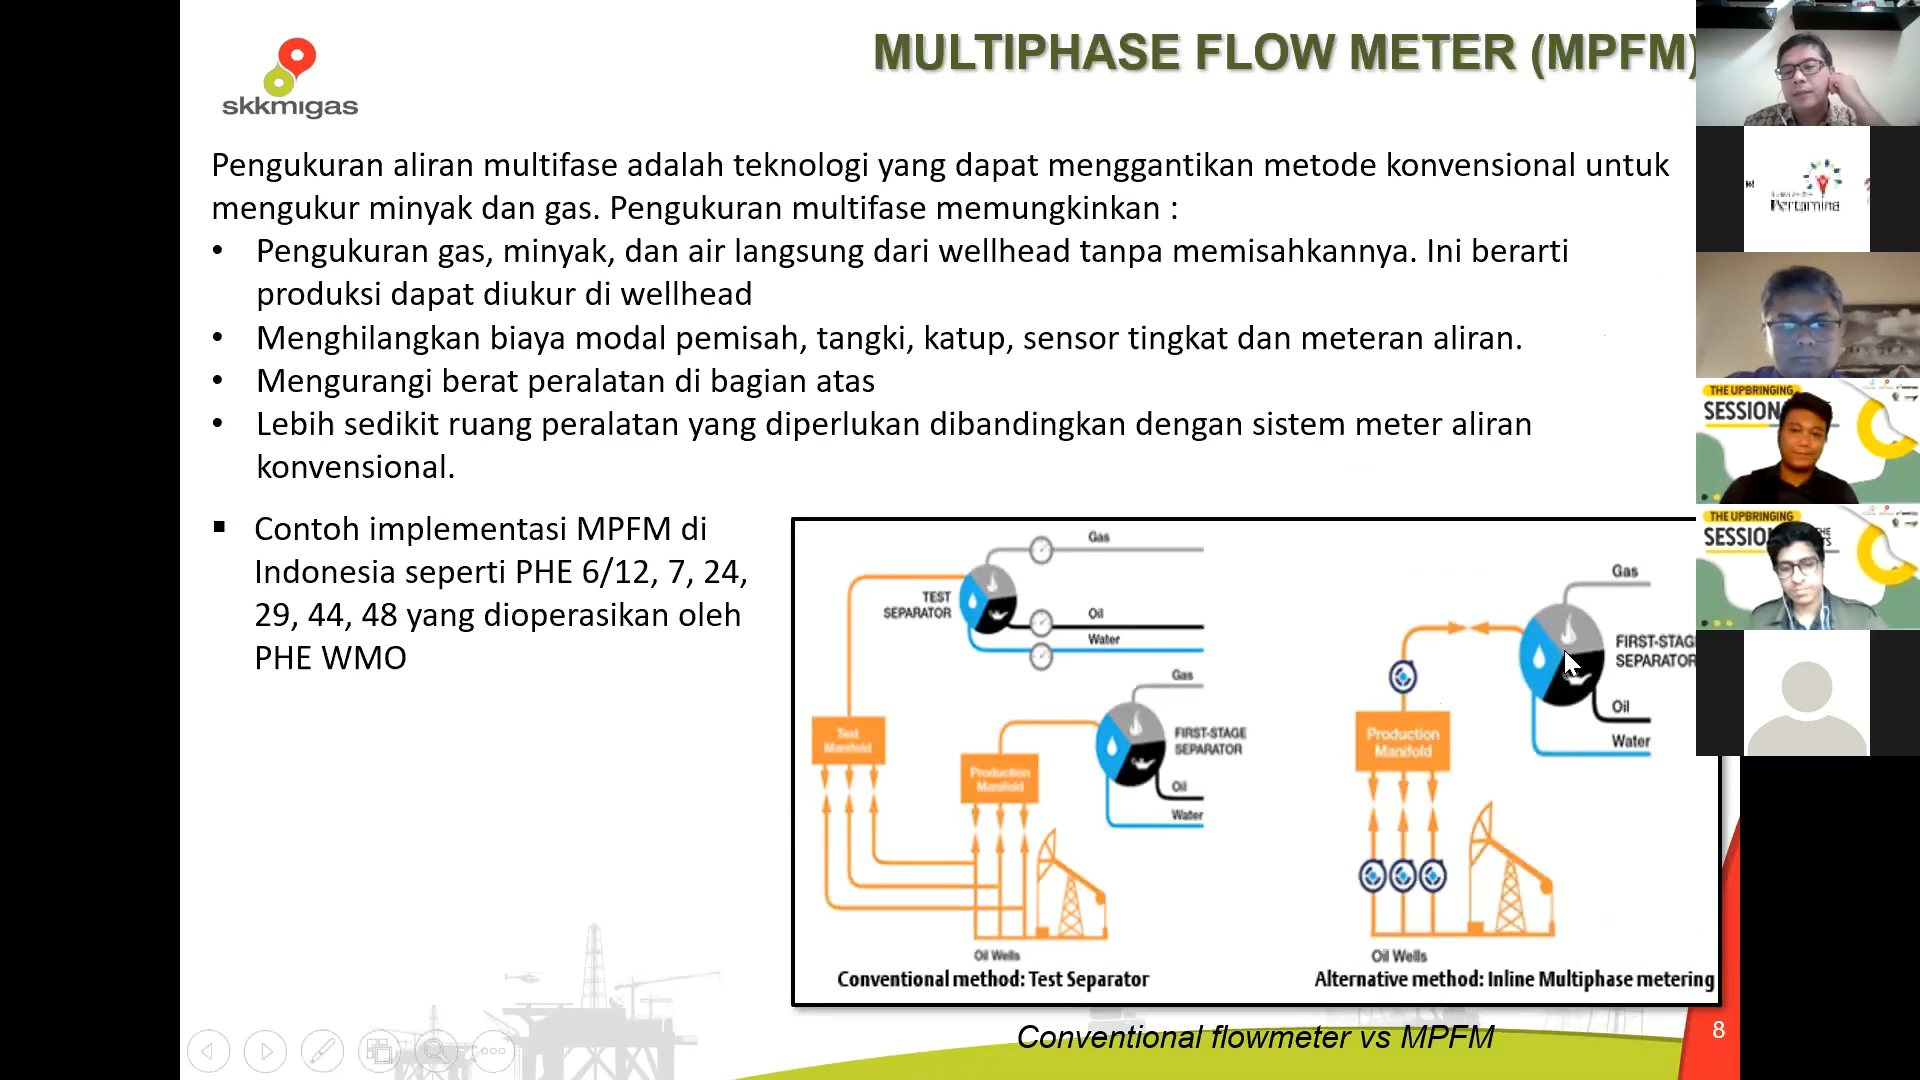 MULTIPHASE FLOW METER (MPFM)
skkmigas
Pengukuran aliran multifase adalah teknologi yang dapat menggantikan metode konvensional untuk
mengukur minyak dan gas. Pengukuran multifase memungkinkan :
• Pengukuran gas, minyak, dan air langsung dari wellhead tanpa memisahkannya. Ini berarti
produksi dapat diukur di wellhead
• Menghilangkan biaya modal pemisah, tangki, katup, sensor tingkat dan meteran aliran.
• Mengurangi berat peralatan di bagian atas
• Lebih sedikit ruang peralatan yang diperlukan dibandingkan dengan sistem meter aliran
konvensional.
▪ Contoh implementasi MPFM di
Indonesia seperti PHE 6/12, 7, 24,
29, 44, 48 yang dioperasikan oleh
PHE WMO
Gas
TEST
SEPARATOR
Oil
Water
Gas
FIRST-STAGE
SEPARATOR
Oil
Water
Test
Manifold
Production
Manifold
Oil Wells
Conventional method: Test Separator
Gas
FIRST-STAG
SEPARATOR
Oil
Water
Production
Manifold
Oil Wells
Alternative method: Inline Multiphase metering
Conventional flowmeter vs MPFM
8
Pertamina
THE UPBRINGING
SESSION
THE UPBRINGING
SESSIO